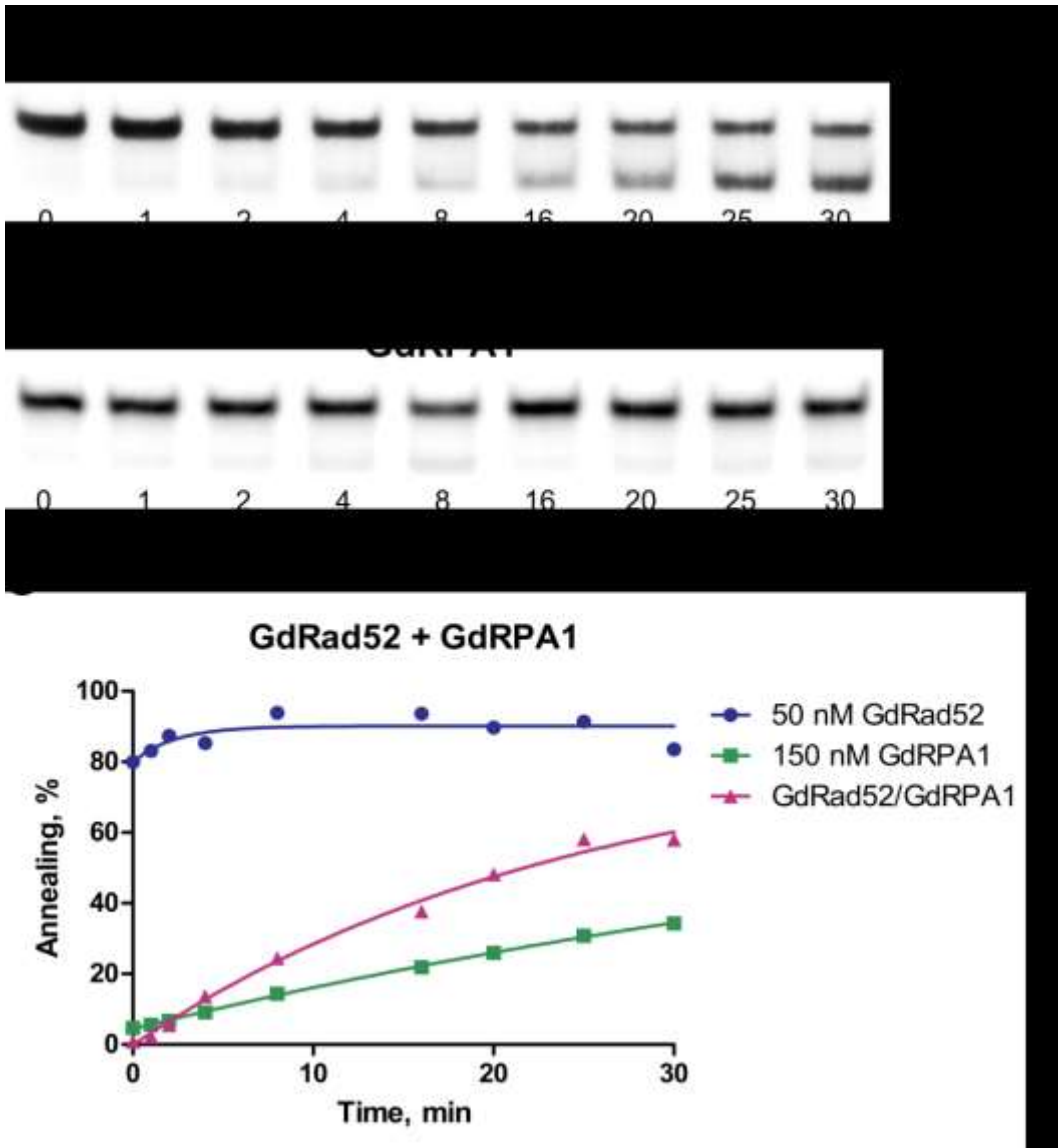 0 1 2 4 8 16 20 25 30
GdRPA1
0 1 2 4 8 16 20 25 30
GdRad52 + GdRPA1
100
80
60
40
20
0
Annealing, %
0 10 20 30
Time, min
50 nM GdRad52
150 nM GdRPA1
GdRad52/GdRPA1